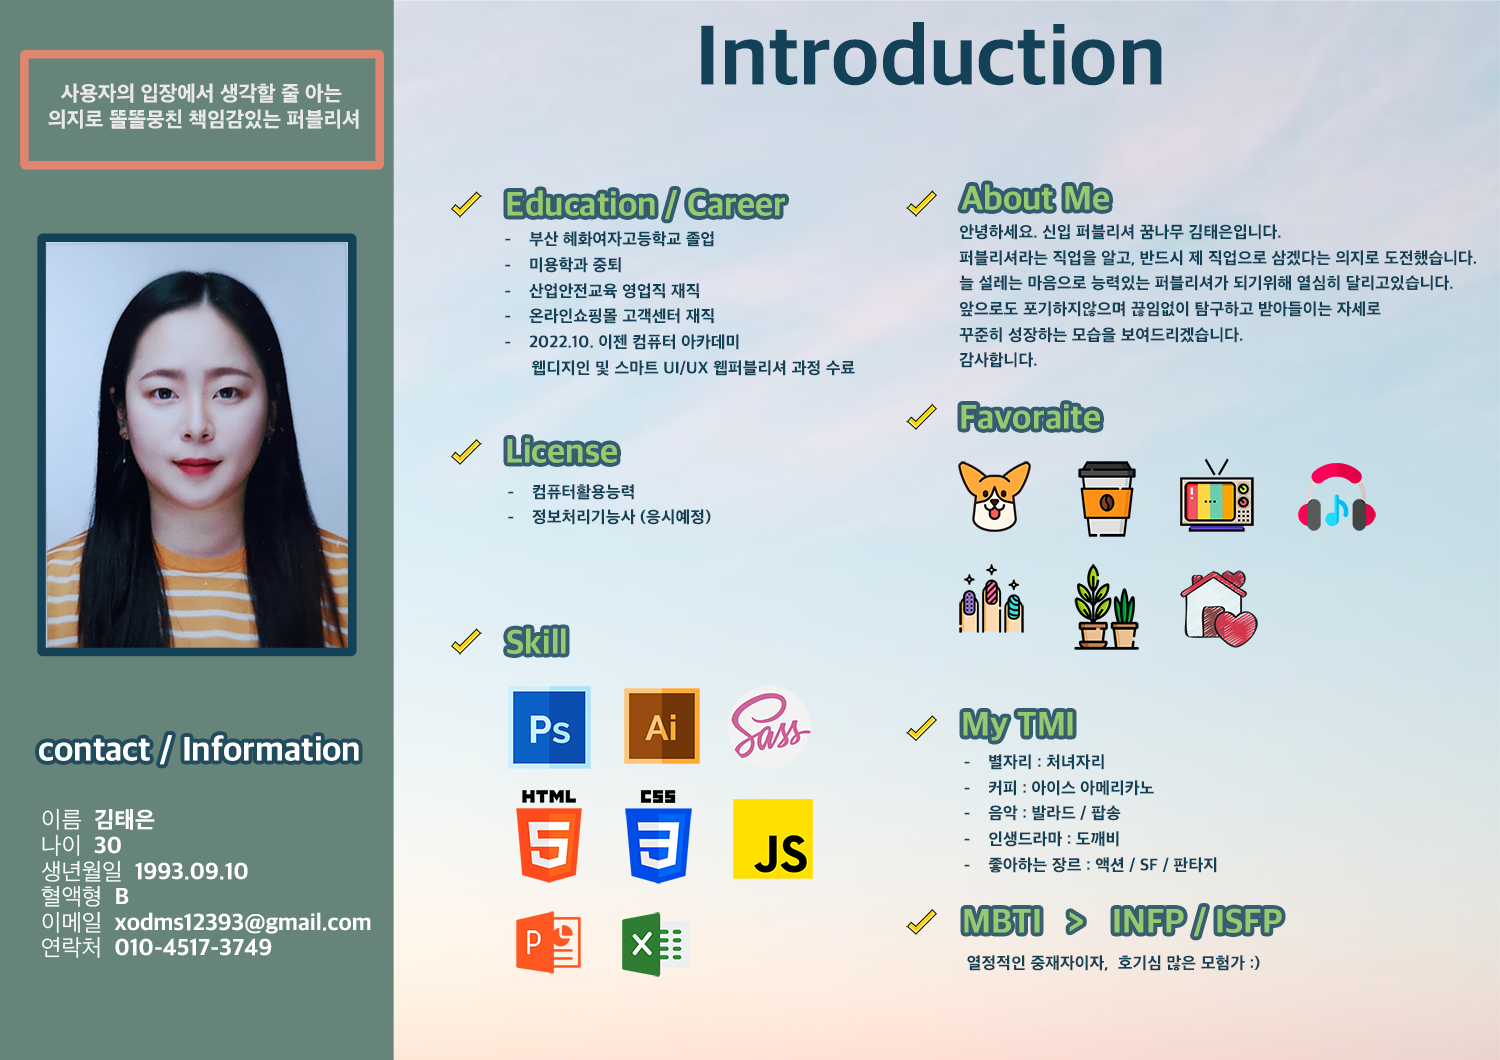 사용자의 입장에서 생각할 줄 아는
의지로 똘똘뭉친 책임감있는 퍼블리셔
contact / Information
이름 김태은
나이 30
생년월일 1993.09.10
혈액형 B
이메일 xodms12393@gmail.com
연락처 010-4517-3749
Introduction
Education / Career
- 부산 혜화여자고등학교 졸업
- 미용학과 중퇴
- 산업안전교육 영업직 재직
- 온라인쇼핑몰 고객센터 재직
- 2022.10. 이젠 컴퓨터 아카데미
웹디지인 및 스마트 UI/UX 웹퍼블리셔 과정 수료
License
- 컴퓨터활용능력
- 정보처리기능사 (응시예정)
Skill
Ps Ai Sass
HTML CSS
5 3 JS
P X
About Me
안녕하세요. 신입 퍼블리셔 꿈나무 김태은입니다.
퍼블리셔라는 직업을 알고, 반드시 제 직업으로 삼겠다는 의지로 도전했습니다.
늘 설레는 마음으로 능력있는 퍼블리셔가 되기위해 열심히 달리고있습니다.
앞으로도 포기하지않으며 끊임없이 탐구하고 받아들이는 자세로
꾸준히 성장하는 모습을 보여드리겠습니다.
감사합니다.
Favoraite
My TMI
- 별자리 : 처녀자리
- 커피 : 아이스 아메리카노
- 음악 : 발라드 / 팝송
- 인생드라마 : 도깨비
- 좋아하는 장르 : 액션 / SF / 판타지
MBTI > INFP / ISFP
열정적인 중재자이자, 호기심 많은 모험가 :)